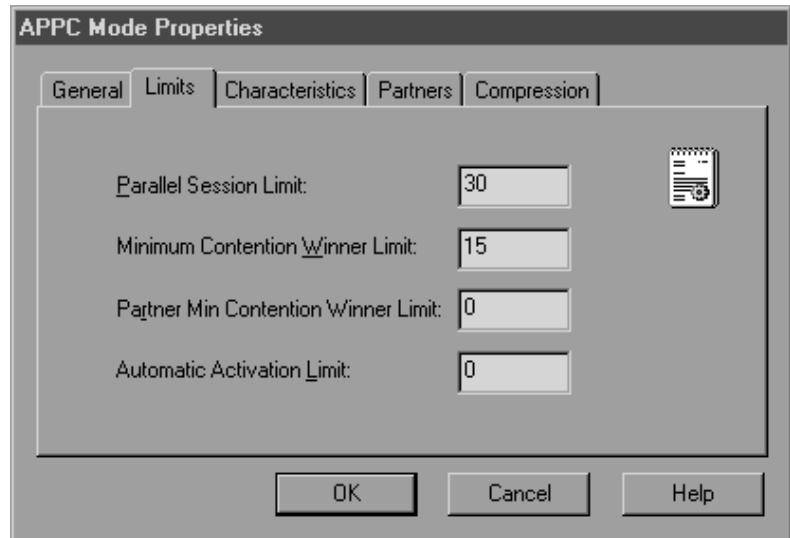 APPC Mode Properties
General Limits Characteristics Partners Compression
Parallel Session Limit: 30
Minimum Contention Winner Limit: 15
Partner Min Contention Winner Limit: 0
Automatic Activation Limit: 0
OK Cancel Help